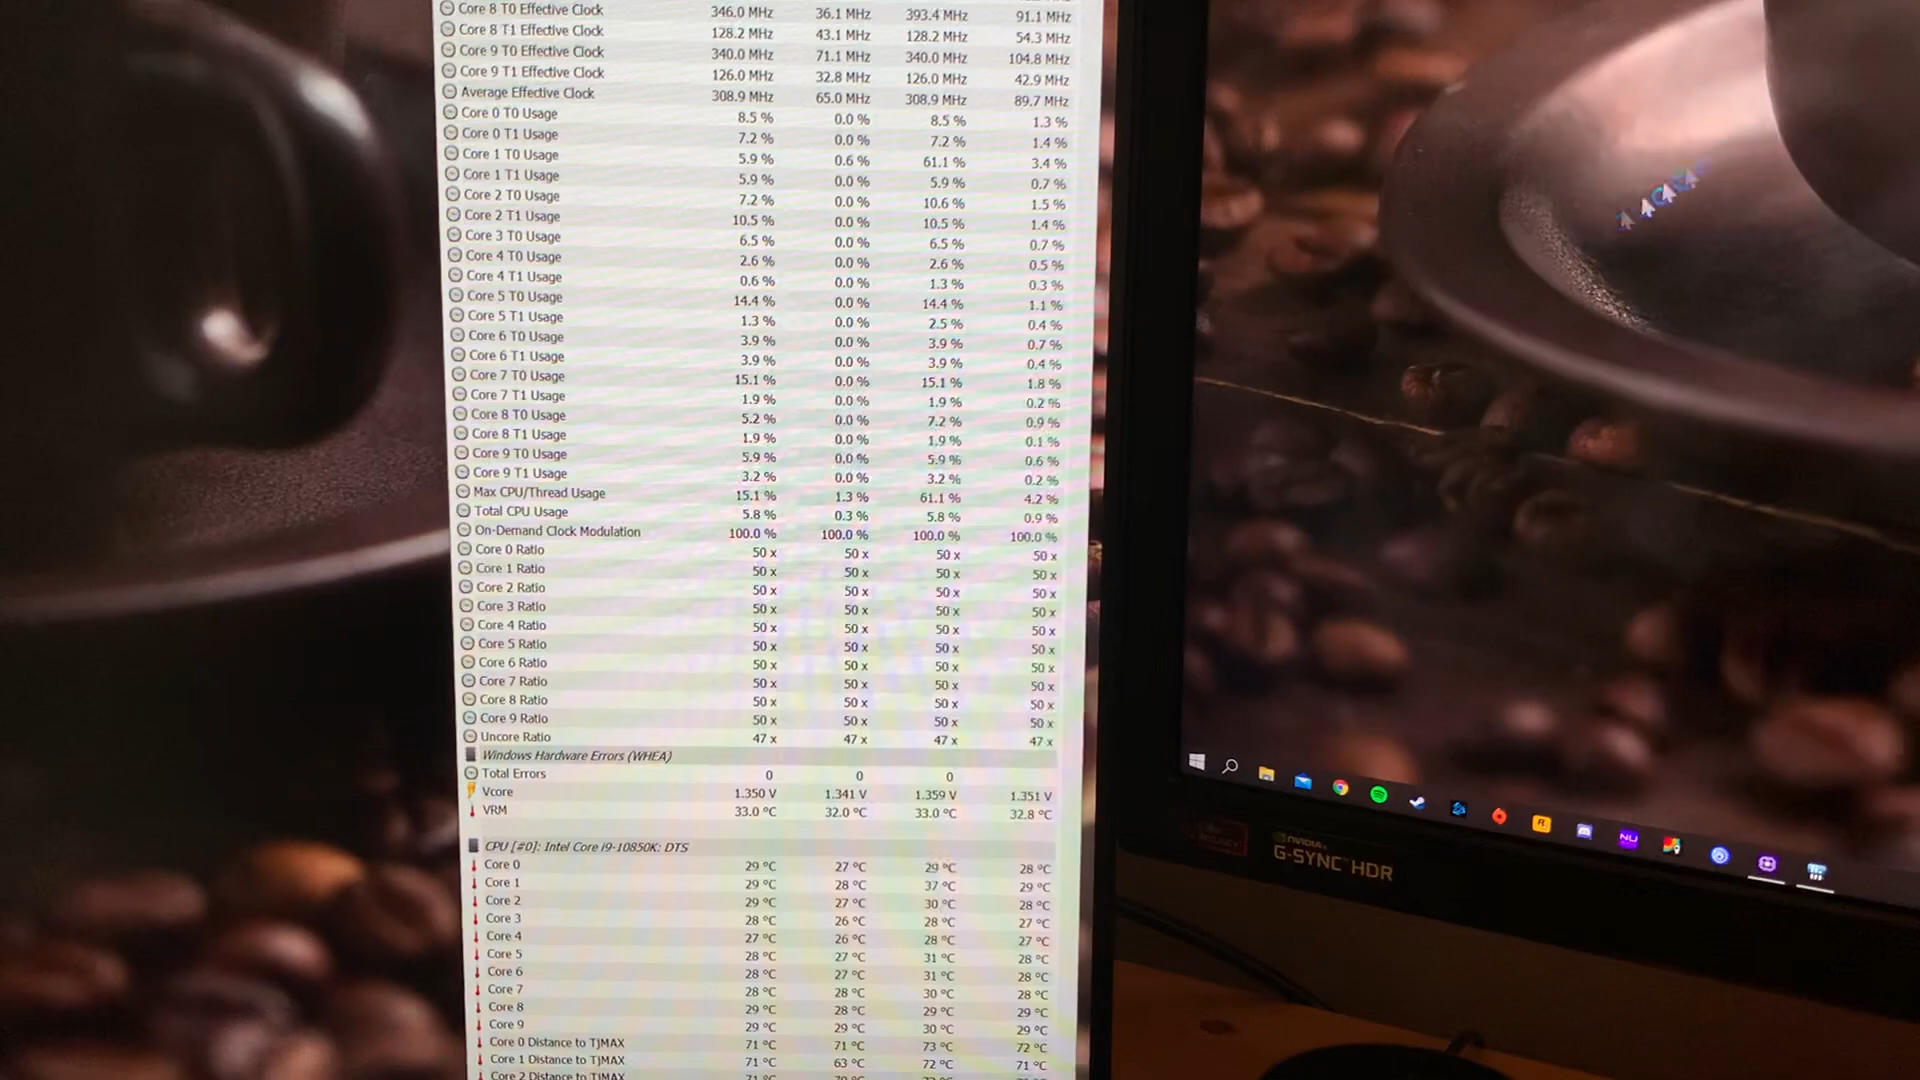 Core 8 T0 Effective Clock 346.0 MHz 36.1 MHz 393.4 MHz 91.1 MHz
Core 8 T1 Effective Clock 128.2 MHz 43.1 MHz 128.2 MHz 54.3 MHz
Core 9 T0 Effective Clock 340.0 MHz 71.1 MHz 340.0 MHz 104.8 MHz
Core 9 T1 Effective Clock 126.0 MHz 32.8 MHz 126.0 MHz 42.9 MHz
Average Effective Clock 308.9 MHz 65.0 MHz 308.9 MHz 89.7 MHz
Core 0 T0 Usage 8.5 % 0.0 % 8.5 % 1.3 %
Core 0 T1 Usage 7.2 % 0.0 % 7.2 % 1.4 %
Core 1 T0 Usage 5.9 % 0.6 % 61.1 % 3.4 %
Core 1 T1 Usage 5.9 % 0.0 % 5.9 % 0.7 %
Core 2 T0 Usage 7.2 % 0.0 % 10.6 % 1.5 %
Core 2 T1 Usage 10.5 % 0.0 % 10.5 % 1.4 %
Core 3 T0 Usage 6.5 % 0.0 % 6.5 % 0.7 %
Core 4 T0 Usage 2.6 % 0.0 % 2.6 % 0.5 %
Core 4 T1 Usage 0.6 % 0.0 % 1.3 % 0.3 %
Core 5 T0 Usage 14.4 % 0.0 % 14.4 % 1.1 %
Core 5 T1 Usage 1.3 % 0.0 % 2.5 % 0.4 %
Core 6 T0 Usage 3.9 % 0.0 % 3.9 % 0.7 %
Core 6 T1 Usage 3.9 % 0.0 % 3.9 % 0.4 %
Core 7 T0 Usage 15.1 % 0.0 % 15.1 % 1.8 %
Core 7 T1 Usage 1.9 % 0.0 % 1.9 % 0.2 %
Core 8 T0 Usage 5.2 % 0.0 % 7.2 % 0.9 %
Core 8 T1 Usage 1.9 % 0.0 % 1.9 % 0.1 %
Core 9 T0 Usage 5.9 % 0.0 % 5.9 % 0.6 %
Core 9 T1 Usage 3.2 % 0.0 % 3.2 % 0.2 %
Max CPU/Thread Usage 15.1 % 1.3 % 61.1 % 4.2 %
Total CPU Usage 5.8 % 0.3 % 5.8 % 0.9 %
On-Demand Clock Modulation 100.0 % 100.0 % 100.0 % 100.0 %
Core 0 Ratio 50 x 50 x 50 x 50 x
Core 1 Ratio 50 x 50 x 50 x 50 x
Core 2 Ratio 50 x 50 x 50 x 50 x
Core 3 Ratio 50 x 50 x 50 x 50 x
Core 4 Ratio 50 x 50 x 50 x 50 x
Core 5 Ratio 50 x 50 x 50 x 50 x
Core 6 Ratio 50 x 50 x 50 x 50 x
Core 7 Ratio 50 x 50 x 50 x 50 x
Core 8 Ratio 50 x 50 x 50 x 50 x
Core 9 Ratio 50 x 50 x 50 x 50 x
Uncore Ratio 47 x 47 x 47 x 47 x
Windows Hardware Errors (WHEA)
Total Errors 0 0 0
Vcore 1.350 V 1.341 V 1.359 V 1.351 V
VRM 33.0 °C 32.0 °C 33.0 °C 32.8 °C
CPU [#0]: Intel Core i9-10850K: DTS
Core 0 29 °C 27 °C 29 °C 28 °C
Core 1 29 °C 28 °C 37 °C 29 °C
Core 2 29 °C 27 °C 30 °C 28 °C
Core 3 28 °C 26 °C 28 °C 27 °C
Core 4 27 °C 26 °C 28 °C 27 °C
Core 5 28 °C 27 °C 31 °C 28 °C
Core 6 28 °C 27 °C 31 °C 28 °C
Core 7 28 °C 28 °C 30 °C 28 °C
Core 8 29 °C 28 °C 29 °C 29 °C
Core 9 29 °C 29 °C 30 °C 29 °C
Core 0 Distance to TjMAX 71 °C 71 °C 73 °C 72 °C
Core 1 Distance to TjMAX 71 °C 63 °C 72 °C 71 °C
Core 2 Distance to TjMAX
NU
NVIDIA
G-SYNC HDR